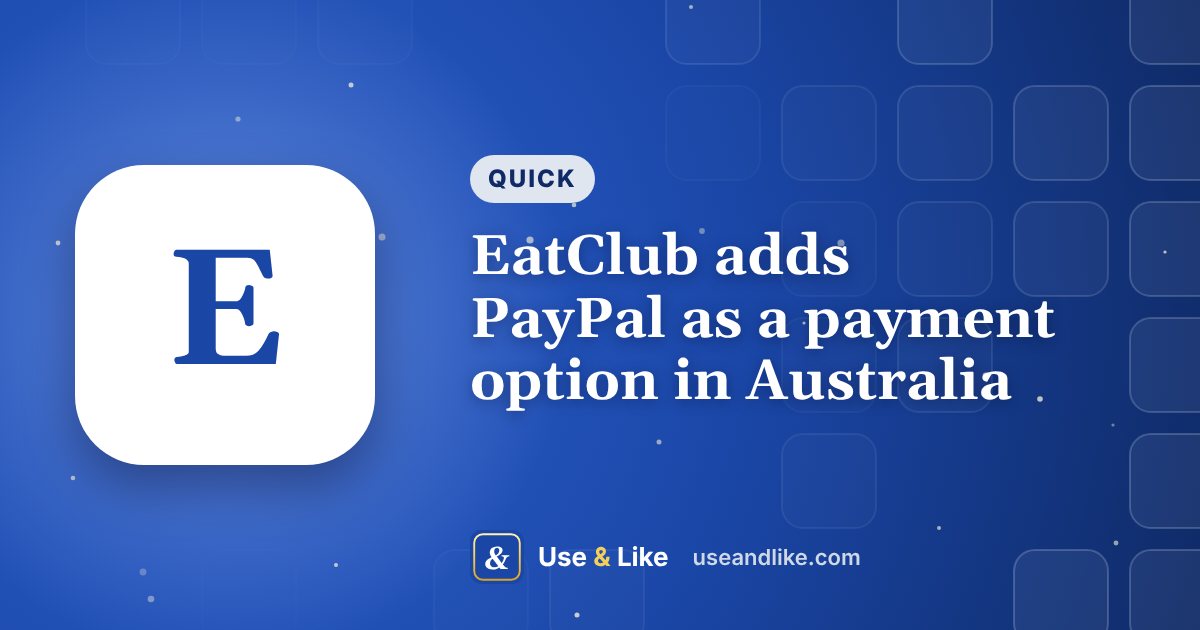 E
QUICK
EatClub adds
PayPal as a payment
option in Australia
& Use & Like useandlike.com